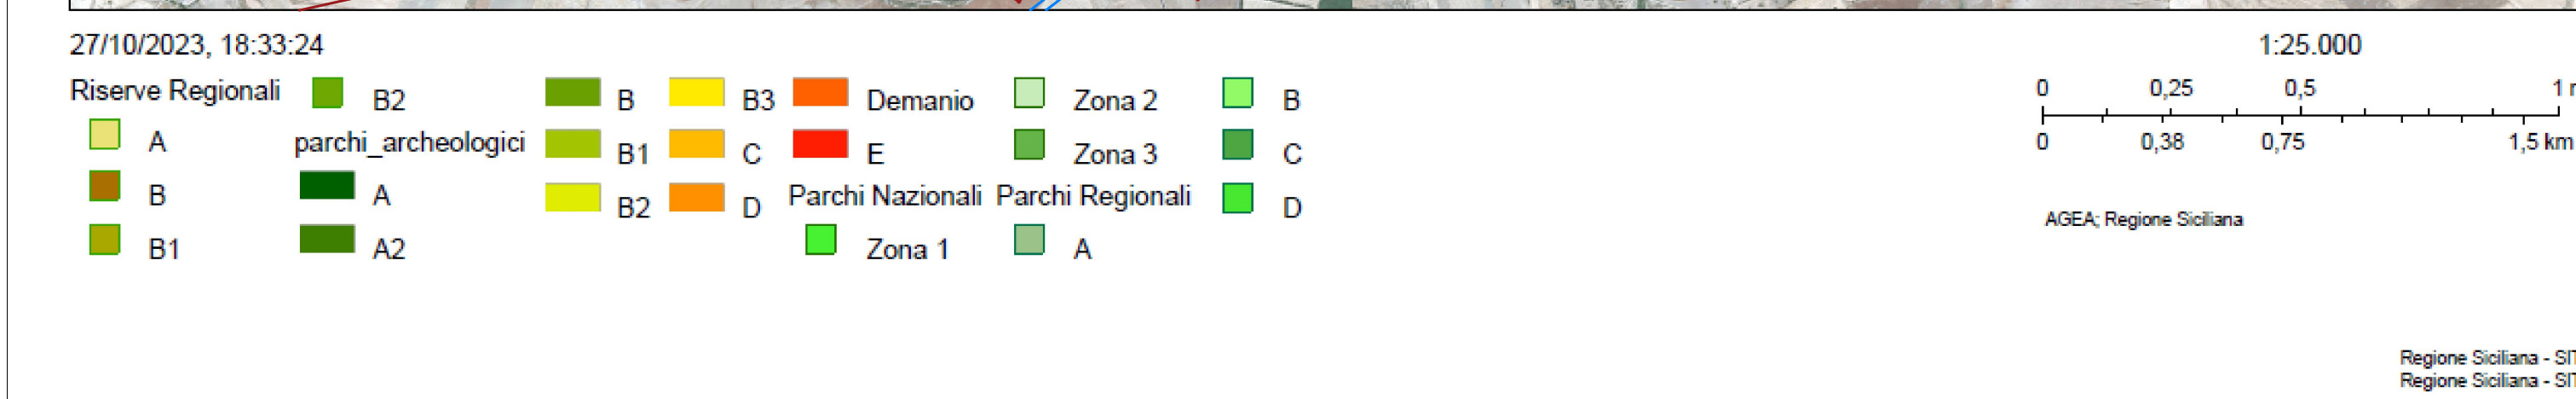 27/10/2023, 18:33:24
Riserve Regionali
A
B
B1
B2
parchi_archeologici
A
A2
B
B1
B2
B3
C
D
Demanio
E
Parchi Nazionali
Zona 1
Zona 2
Zona 3
Parchi Regionali
A
B
C
D
1:25.000
0 0,25 0,5 1
0 0,38 0,75 1,5 km
AGEA; Regione Siciliana
Regione Siciliana -
Regione Siciliana -